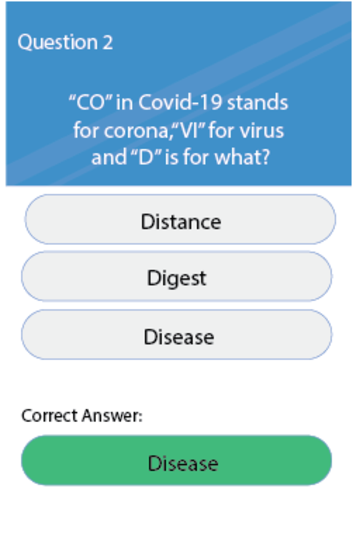 Question 2
“CO” in Covid-19 stands
for corona,“VI” for virus
and “D” is for what?
Distance
Digest
Disease
Correct Answer:
Disease